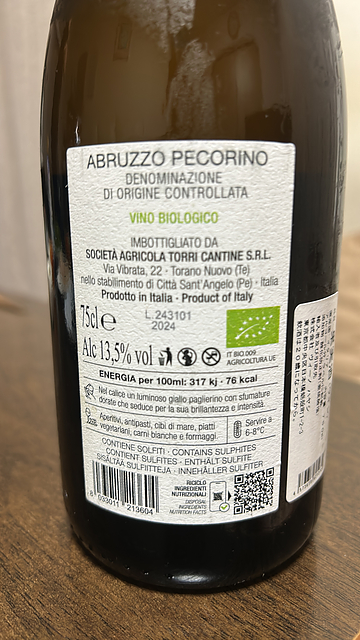 ABRUZZO PECORINO
DENOMINAZIONE
DI ORIGINE CONTROLLATA
VINO BIOLOGICO
IMBOTTIGLIATO DA
SOCIETÀ AGRICOLA TORRI CANTINE S.R.L.
Via Vibrata, 22 - Torano Nuovo (Te)
nello stabilimento di Città Sant'Angelo (Pe) - Italia
Prodotto in Italia - Product of Italy
75cl e L. 243101
2024
Alc 13,5% vol
IT BIO 009
AGRICOLTURA UE
ENERGIA per 100ml: 317 kj - 76 kcal
Nel calice un luminoso giallo paglierino con sfumature
dorate che seduce per la sua brillantezza e intensità.
Aperitivi, antipasti, cibi di mare, piatti
vegetariani, carni bianche e formaggi.
Servire a
6-8°C
CONTIENE SOLFITI - CONTAINS SULPHITES
CONTIENT SULFITES - ENTHÄLT SULFITE
SISÄLTÄÄ SULFIITTEJA - INNEHÅLLER SULFITER
RICICLO
INGREDIENTI
NUTRIZIONALI
DISPOSAL
INGREDIENTS
NUTRITION FACTS
8 033011 213604